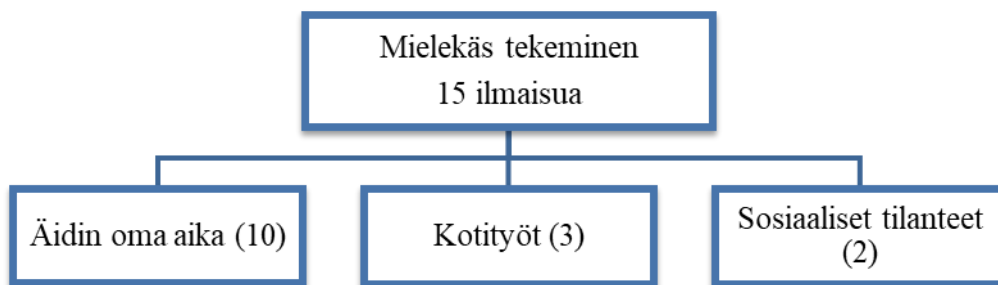 Mielekäs tekeminen
15 ilmaisua
Äidin oma aika (10)
Kotityöt (3)
Sosiaaliset tilanteet
(2)